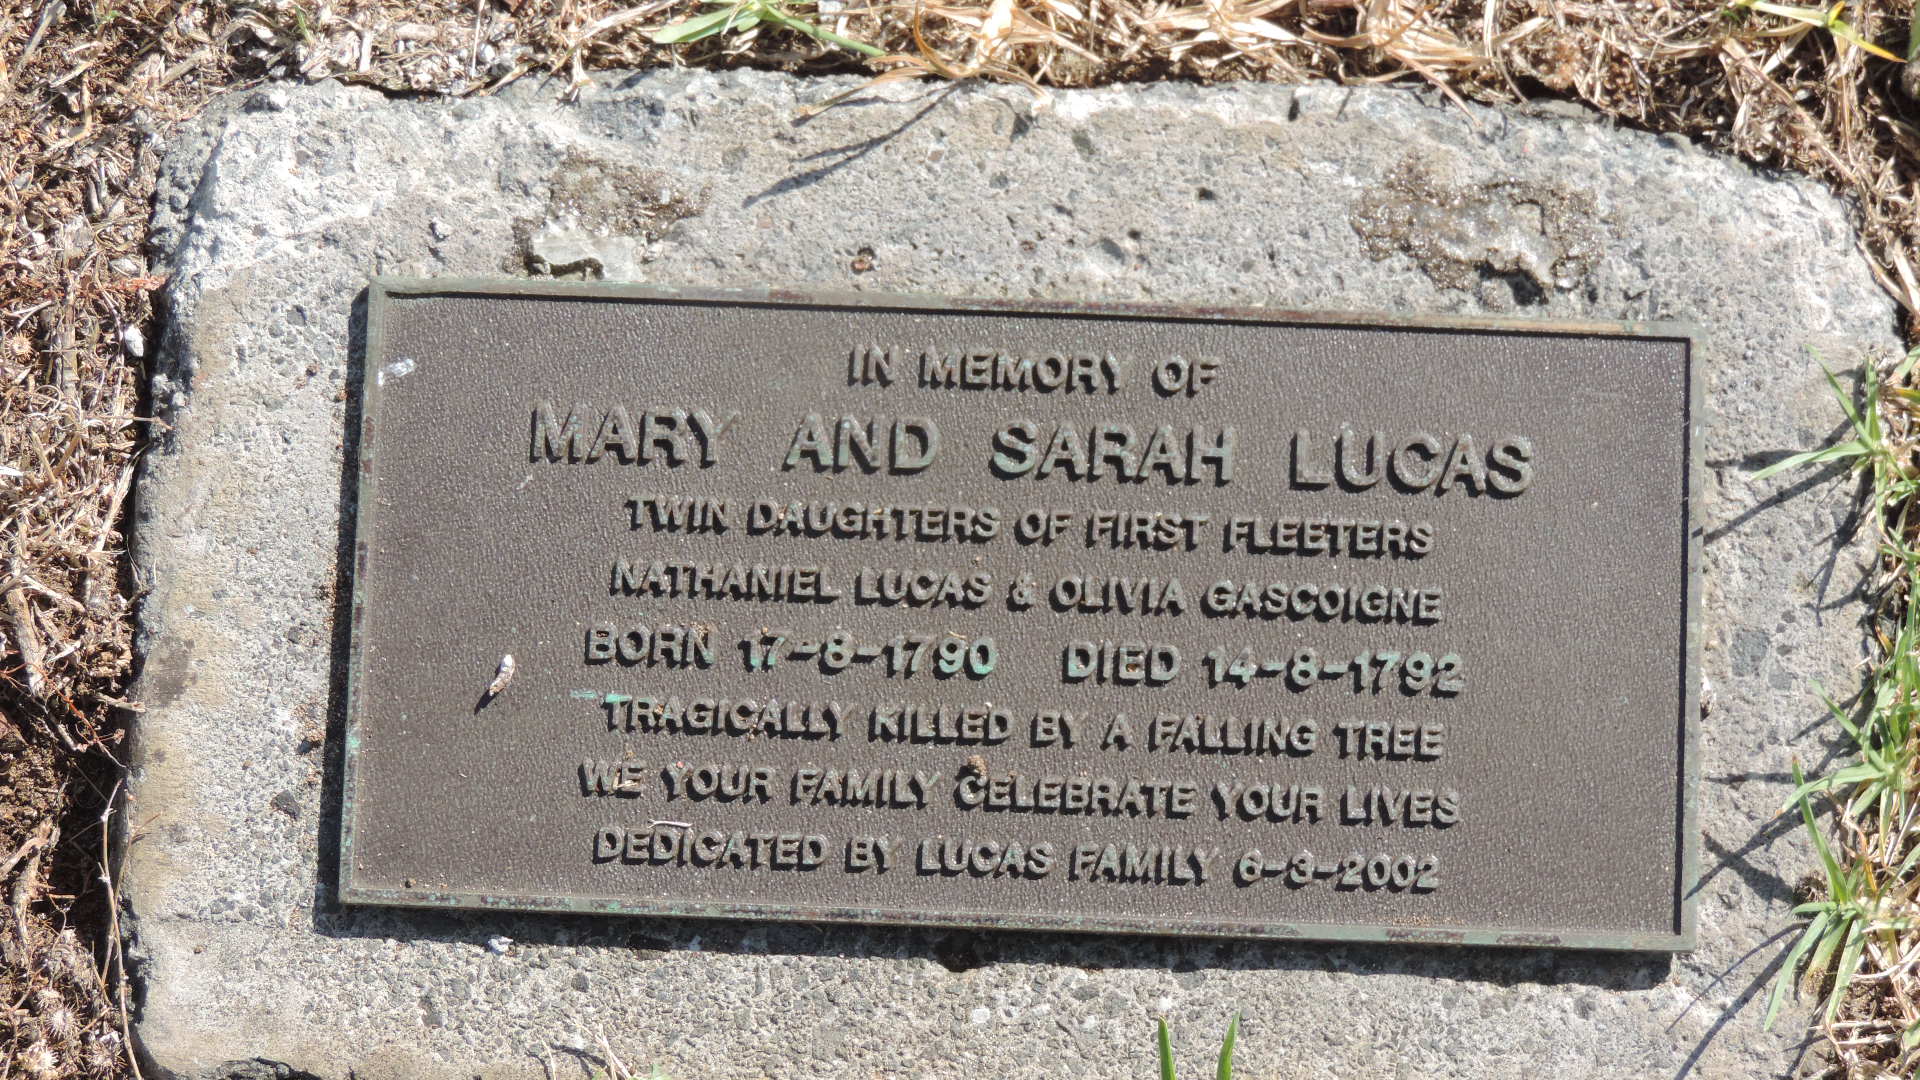 IN MEMORY OF
MARY AND SARAH LUCAS
TWIN DAUGHTERS OF FIRST FLEETERS
NATHANIEL LUCAS & OLIVIA GASCOIGNE
BORN 17-8-1790 DIED 14-8-1792
TRAGICALLY KILLED BY A FALLING TREE
WE YOUR FAMILY CELEBRATE YOUR LIVES
DEDICATED BY LUCAS FAMILY 6-3-2002